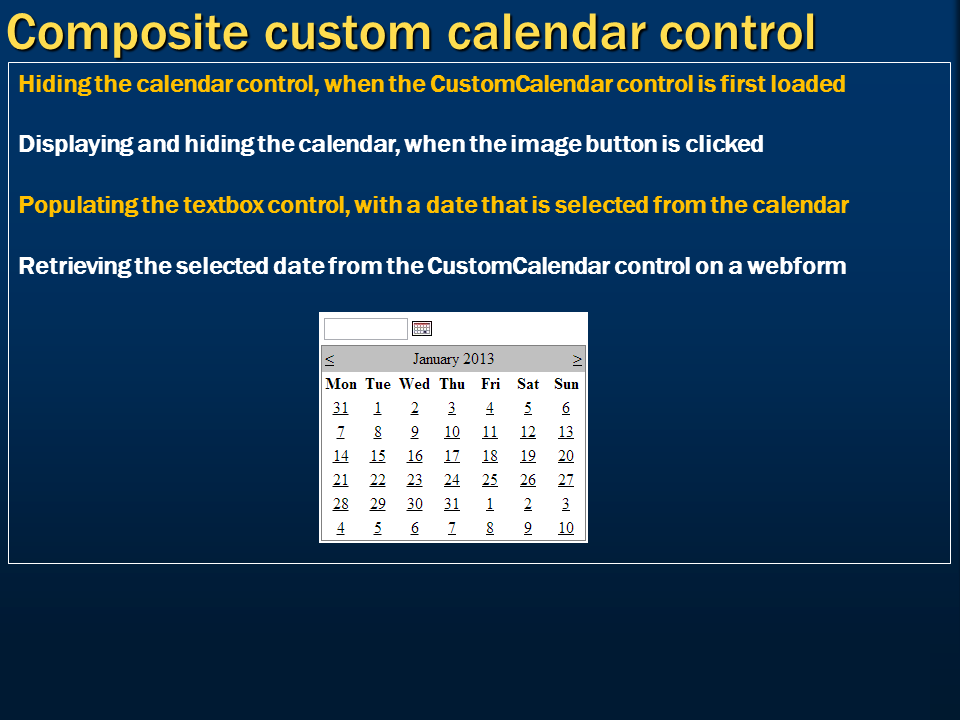 Composite custom calendar control
Hiding the calendar control, when the CustomCalendar control is first loaded
Displaying and hiding the calendar, when the image button is clicked
Populating the textbox control, with a date that is selected from the calendar
Retrieving the selected date from the CustomCalendar control on a webform
< January 2013 >
Mon Tue Wed Thu Fri Sat Sun
31 1 2 3 4 5 6
7 8 9 10 11 12 13
14 15 16 17 18 19 20
21 22 23 24 25 26 27
28 29 30 31 1 2 3
4 5 6 7 8 9 10